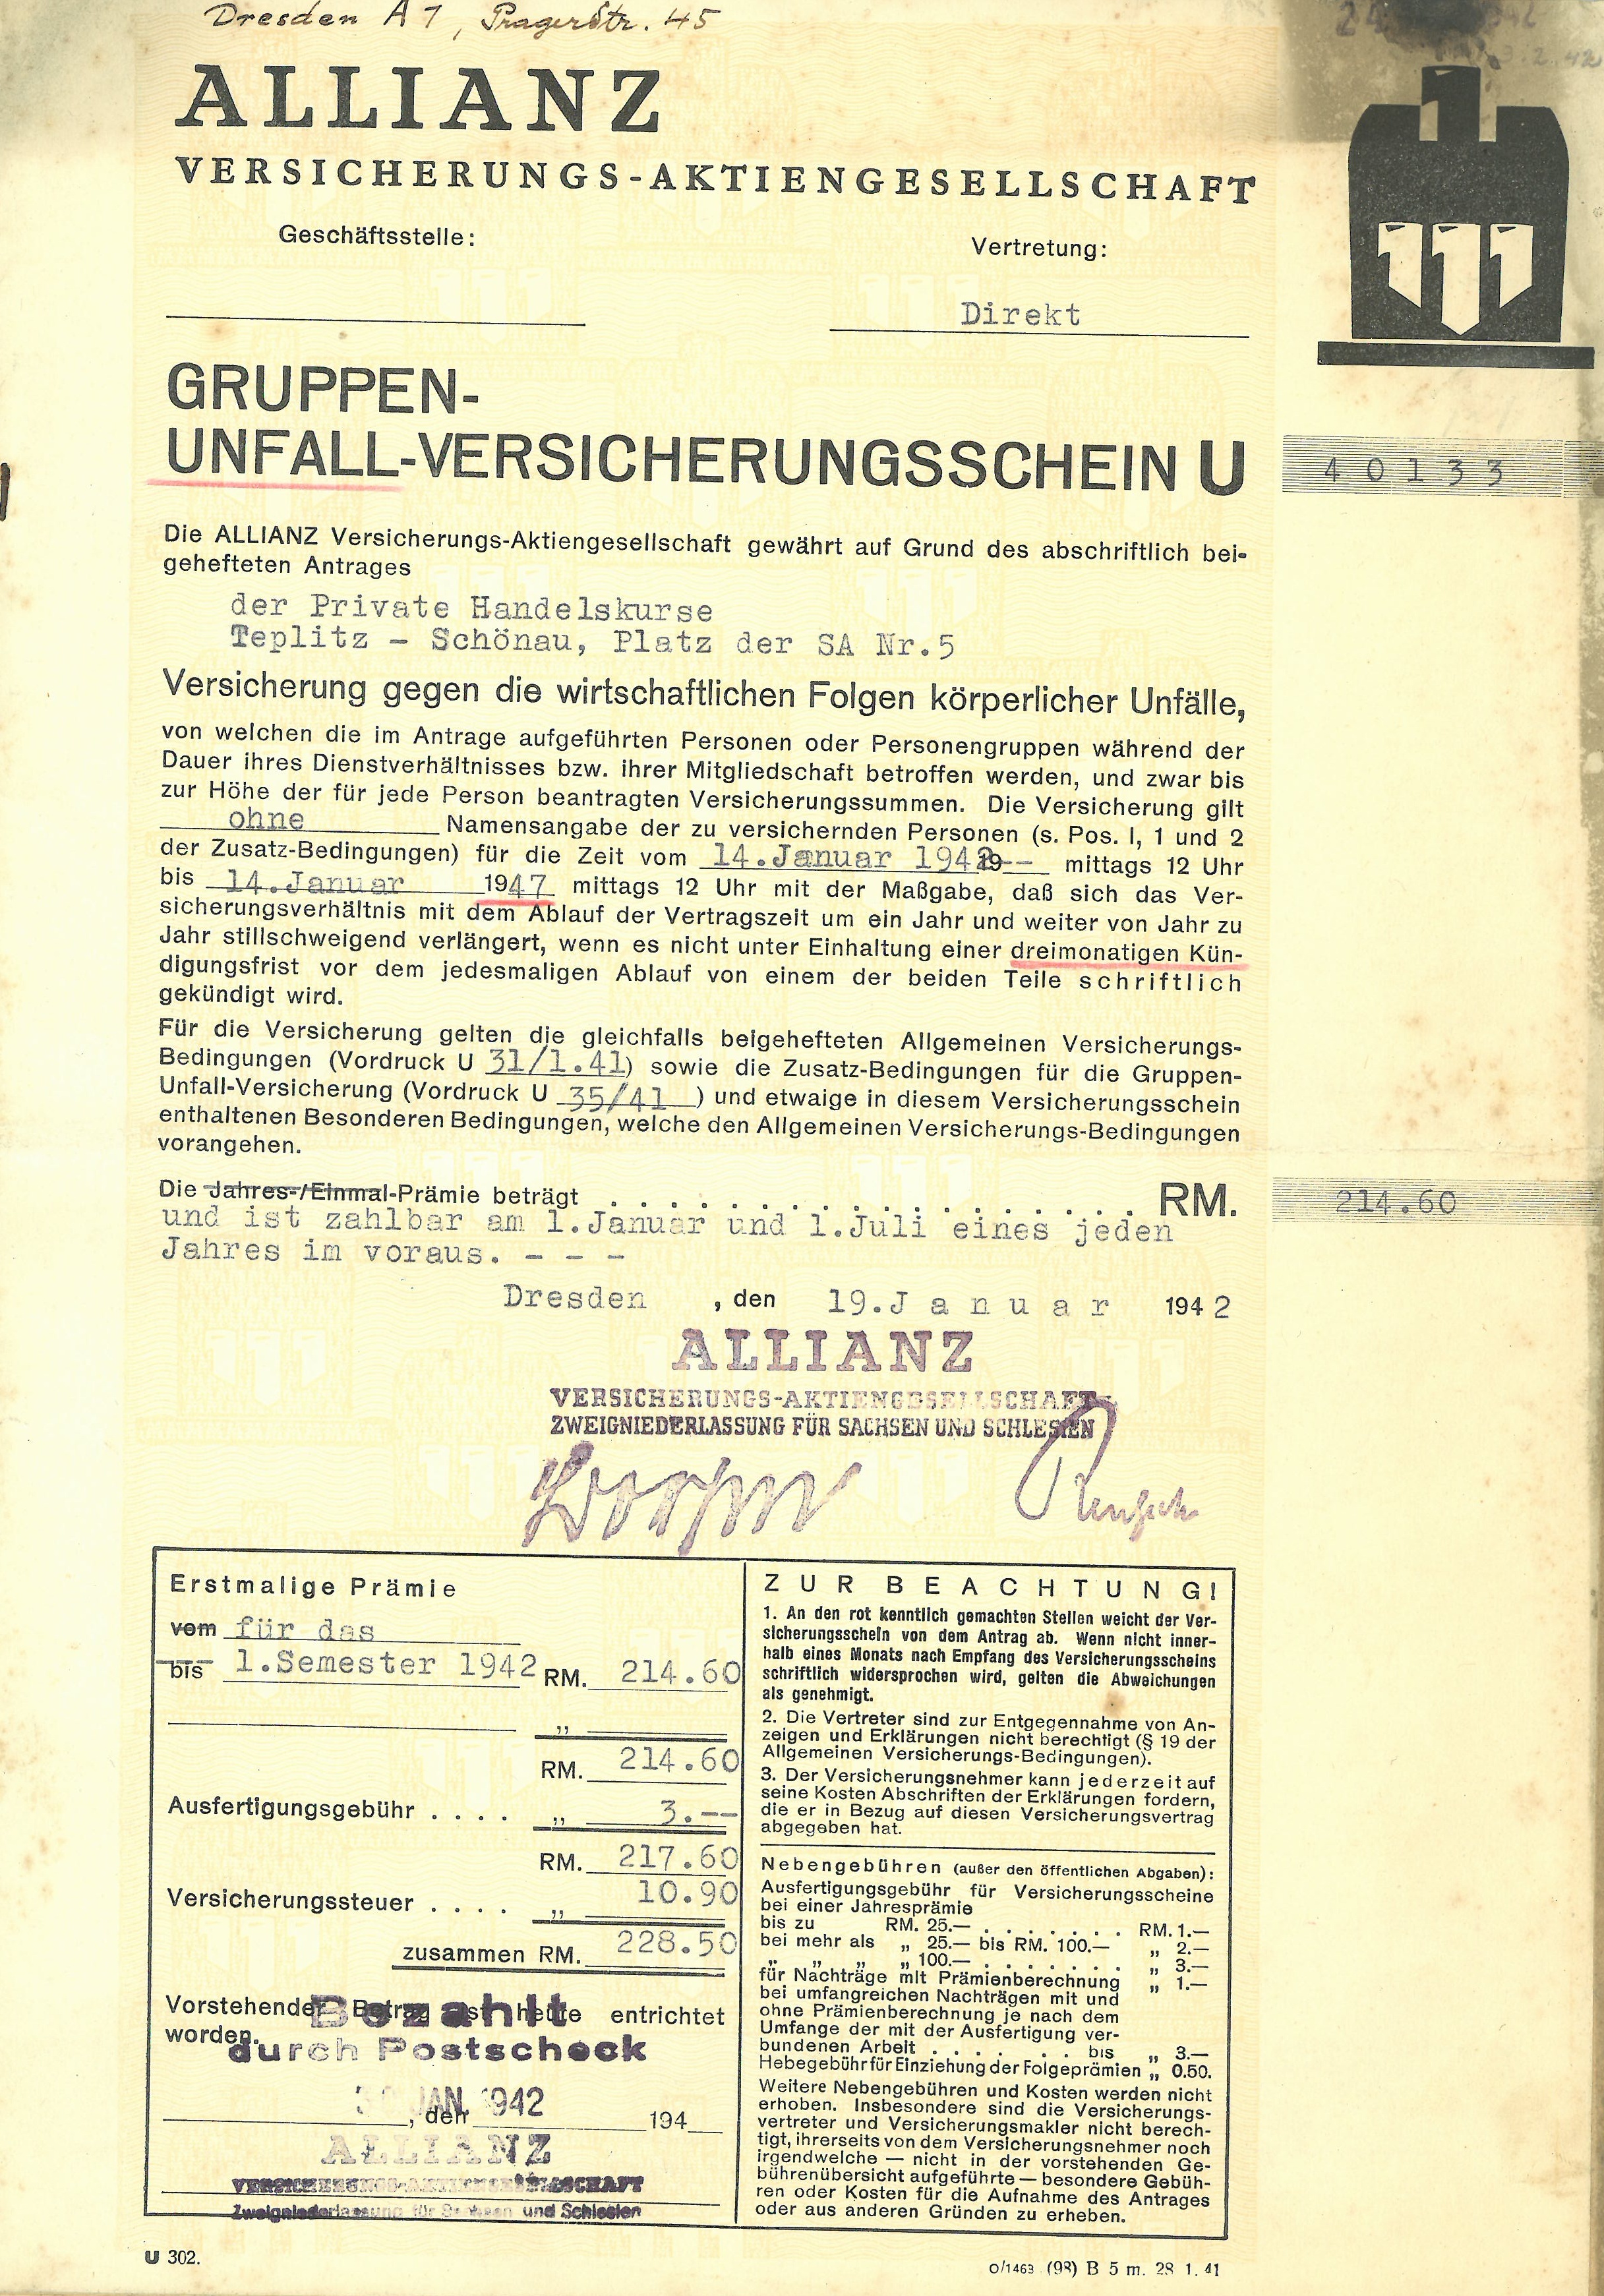 Dresden A 1, Pragerstr. 45
ALLIANZ
VERSICHERUNGS-AKTIENGESELLSCHAFT
Geschäftsstelle:
Vertretung:
Direkt
GRUPPEN-
UNFALL-VERSICHERUNGSSCHEIN U 40133
Die ALLIANZ Versicherungs-Aktiengesellschaft gewährt auf Grund des abschriftlich bei-
gehefteten Antrages
der Private Handelskurse
Teplitz - Schönau, Platz der SA Nr.5
Versicherung gegen die wirtschaftlichen Folgen körperlicher Unfälle,
von welchen die im Antrage aufgeführten Personen oder Personengruppen während der
Dauer ihres Dienstverhältnisses bzw. ihrer Mitgliedschaft betroffen werden, und zwar bis
zur Höhe der für jede Person beantragten Versicherungssummen. Die Versicherung gilt
ohne Namensangabe der zu versichernden Personen (s. Pos. I, 1 und 2
der Zusatz-Bedingungen) für die Zeit vom 14.Januar 1942 19-- mittags 12 Uhr
bis 14.Januar 1947 mittags 12 Uhr mit der Maßgabe, daß sich das Ver-
sicherungsverhältnis mit dem Ablauf der Vertragszeit um ein Jahr und weiter von Jahr zu
Jahr stillschweigend verlängert, wenn es nicht unter Einhaltung einer dreimonatigen Kün-
digungsfrist vor dem jedesmaligen Ablauf von einem der beiden Teile schriftlich
gekündigt wird.
Für die Versicherung gelten die gleichfalls beigehefteten Allgemeinen Versicherungs-
Bedingungen (Vordruck U 31/1.41) sowie die Zusatz-Bedingungen für die Gruppen-
Unfall-Versicherung (Vordruck U 35/41 ) und etwaige in diesem Versicherungsschein
enthaltenen Besonderen Bedingungen, welche den Allgemeinen Versicherungs-Bedingungen
vorangehen.
Die Jahres-/Einmal-Prämie beträgt . . . . . . . . . . . . . . . RM. 214.60
und ist zahlbar am 1.Januar und 1.Juli eines jeden
Jahres im voraus. - - -
Dresden , den 19.Januar 1942
ALLIANZ
VERSICHERUNGS-AKTIENGESELLSCHAFT
ZWEIGNIEDERLASSUNG FÜR SACHSEN UND SCHLESIEN
Erstmalige Prämie
vom für das
bis 1.Semester 1942 RM. 214.60
„
RM. 214.60
Ausfertigungsgebühr . . . . „ 3.--
RM. 217.60
Versicherungssteuer . . . . „ 10.90
zusammen RM. 228.50
Vorstehender Betrag ist heute entrichtet
worden.
Bezahlt
durch Postscheck
JAN. 1942
, den 194
ALLIANZ
VERSICHERUNGS-AKTIENGESELLSCHAFT
Zweigniederlassung für Sachsen und Schlesien
ZUR BEACHTUNG!
1. An den rot kenntlich gemachten Stellen weicht der Ver-
sicherungsschein von dem Antrag ab. Wenn nicht inner-
halb eines Monats nach Empfang des Versicherungsscheins
schriftlich widersprochen wird, gelten die Abweichungen
als genehmigt.
2. Die Vertreter sind zur Entgegennahme von An-
zeigen und Erklärungen nicht berechtigt (§ 19 der
Allgemeinen Versicherungs-Bedingungen).
3. Der Versicherungsnehmer kann jederzeit auf
seine Kosten Abschriften der Erklärungen fordern,
die er in Bezug auf diesen Versicherungsvertrag
abgegeben hat.
Nebengebühren (außer den öffentlichen Abgaben):
Ausfertigungsgebühr für Versicherungsscheine
bei einer Jahresprämie
bis zu RM. 25.— . . . . . . . . RM. 1.—
bei mehr als „ 25.— bis RM. 100.— „ 2.—
„ „ „ „ 100.— . . . . . . . „ 3.—
für Nachträge mit Prämienberechnung „ 1.—
bei umfangreichen Nachträgen mit und
ohne Prämienberechnung je nach dem
Umfange der mit der Ausfertigung ver-
bundenen Arbeit . . . . . . . bis „ 3.—
Hebegebühr für Einziehung der Folgeprämien „ 0.50.
Weitere Nebengebühren und Kosten werden nicht
erhoben. Insbesondere sind die Versicherungs-
vertreter und Versicherungsmakler nicht berech-
tigt, ihrerseits von dem Versicherungsnehmer noch
irgendwelche — nicht in der vorstehenden Ge-
bührenübersicht aufgeführte — besondere Gebüh-
ren oder Kosten für die Aufnahme des Antrages
oder aus anderen Gründen zu erheben.
U 302.
O/1463 (98) B 5 m. 28 1. 41